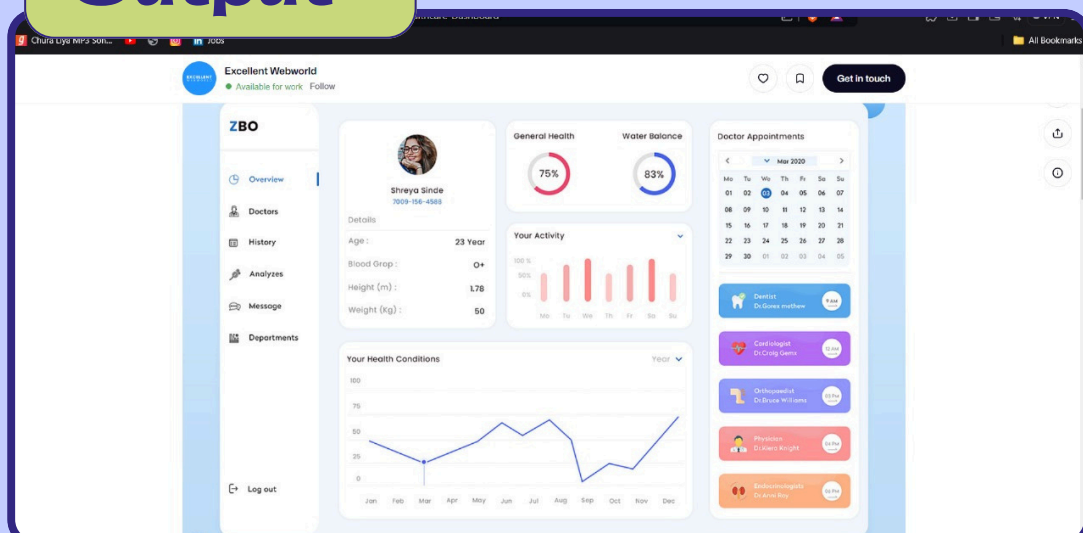 Output
Chura Liya MP3 Son...
Jobs
All Bookmarks
Excellent Webworld
Available for work Follow
Get in touch
ZBO
Overview
Doctors
History
Analyzes
Message
Departments
Log out
Shreya Sinde
7009-156-4588
Details
Age : 23 Year
Blood Grop : O+
Height (m) : 1.78
Weight (Kg) : 50
General Health
75%
Water Balance
83%
Your Activity
100 %
50%
0%
Mo Tu We Th Fr Sa Su
Your Health Conditions
Year
100
75
50
25
0
Jan Feb Mar Apr May Jun Jul Aug Sep Oct Nov Dec
Doctor Appointments
Mar 2020
Mo Tu We Th Fr Sa Su
01 02 03 04 05 06 07
08 09 10 11 12 13 14
15 16 17 18 19 20 21
22 23 24 25 26 27 28
29 30 01 02 03 04 05
Dentist
9 AM
Cardiologist
Dr.Craig Gems
Orthopaedist
Dr.Bruce Williams
Physician
Dr.Kiera Knight
Endocrinologists